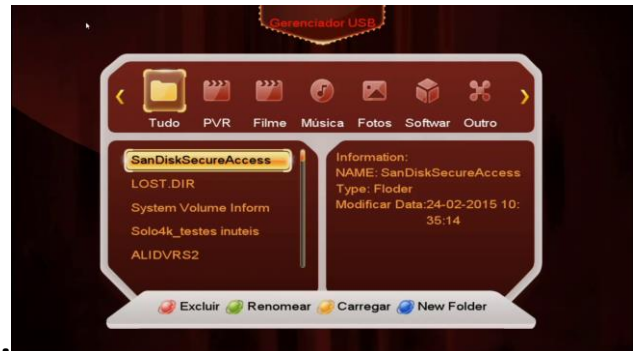 Gerenciador USB
Tudo PVR Filme Música Fotos Softwar Outro
SanDiskSecureAccess
LOST.DIR
System Volume Inform
Solo4k_testes inuteis
ALIDVRS2
Information:
NAME: SanDiskSecureAccess
Type: Floder
Modificar Data:24-02-2015 10:
35:14
Excluir Renomear Carregar New Folder